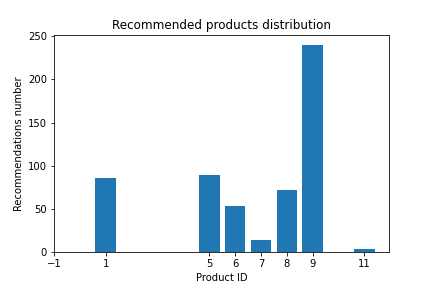 Recommended products distribution
Recommendations number
250
200
150
100
50
0
−1 1 5 6 7 8 9 11
Product ID